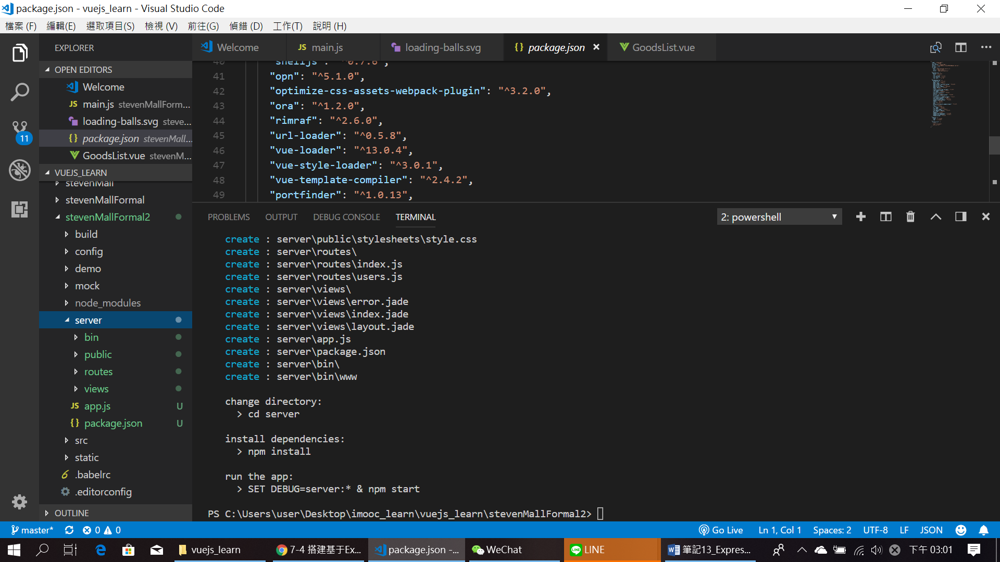 package.json - vuejs_learn - Visual Studio Code
檔案 (F) 編輯(E) 選取項目(S) 檢視 (V) 前往(G) 偵錯 (D) 工作(T) 說明 (H)
EXPLORER
OPEN EDITORS
Welcome
JS main.js stevenMallForm...
loading-balls.svg steve...
{} package.json stevenMall...
GoodsList.vue stevenM...
11
VUEJS_LEARN
stevenMall
stevenMallFormal
stevenMallFormal2
build
config
demo
mock
node_modules
server
bin
public
routes
views
JS app.js U
{} package.json U
src
static
.babelrc
.editorconfig
OUTLINE
Welcome JS main.js loading-balls.svg {} package.json GoodsList.vue
40 "shelljs": "^0.7.6",
41 "opn": "^5.1.0",
42 "optimize-css-assets-webpack-plugin": "^3.2.0",
43 "ora": "^1.2.0",
44 "rimraf": "^2.6.0",
45 "url-loader": "^0.5.8",
46 "vue-loader": "^13.0.4",
47 "vue-style-loader": "^3.0.1",
48 "vue-template-compiler": "^2.4.2",
49 "portfinder": "^1.0.13",
PROBLEMS OUTPUT DEBUG CONSOLE TERMINAL 2: powershell
create : server\public\stylesheets\style.css
create : server\routes\
create : server\routes\index.js
create : server\routes\users.js
create : server\views\
create : server\views\error.jade
create : server\views\index.jade
create : server\views\layout.jade
create : server\app.js
create : server\package.json
create : server\bin\
create : server\bin\www
change directory:
> cd server
install dependencies:
> npm install
run the app:
> SET DEBUG=server:* & npm start
PS C:\Users\user\Desktop\imooc_learn\vuejs_learn\stevenMallFormal2>
master* 0 0 Go Live Ln 1, Col 1 Spaces: 2 UTF-8 LF JSON
vuejs_learn 7-4 搭建基于Ex... package.json -... WeChat LINE 筆記13_Expres... 下午 03:01